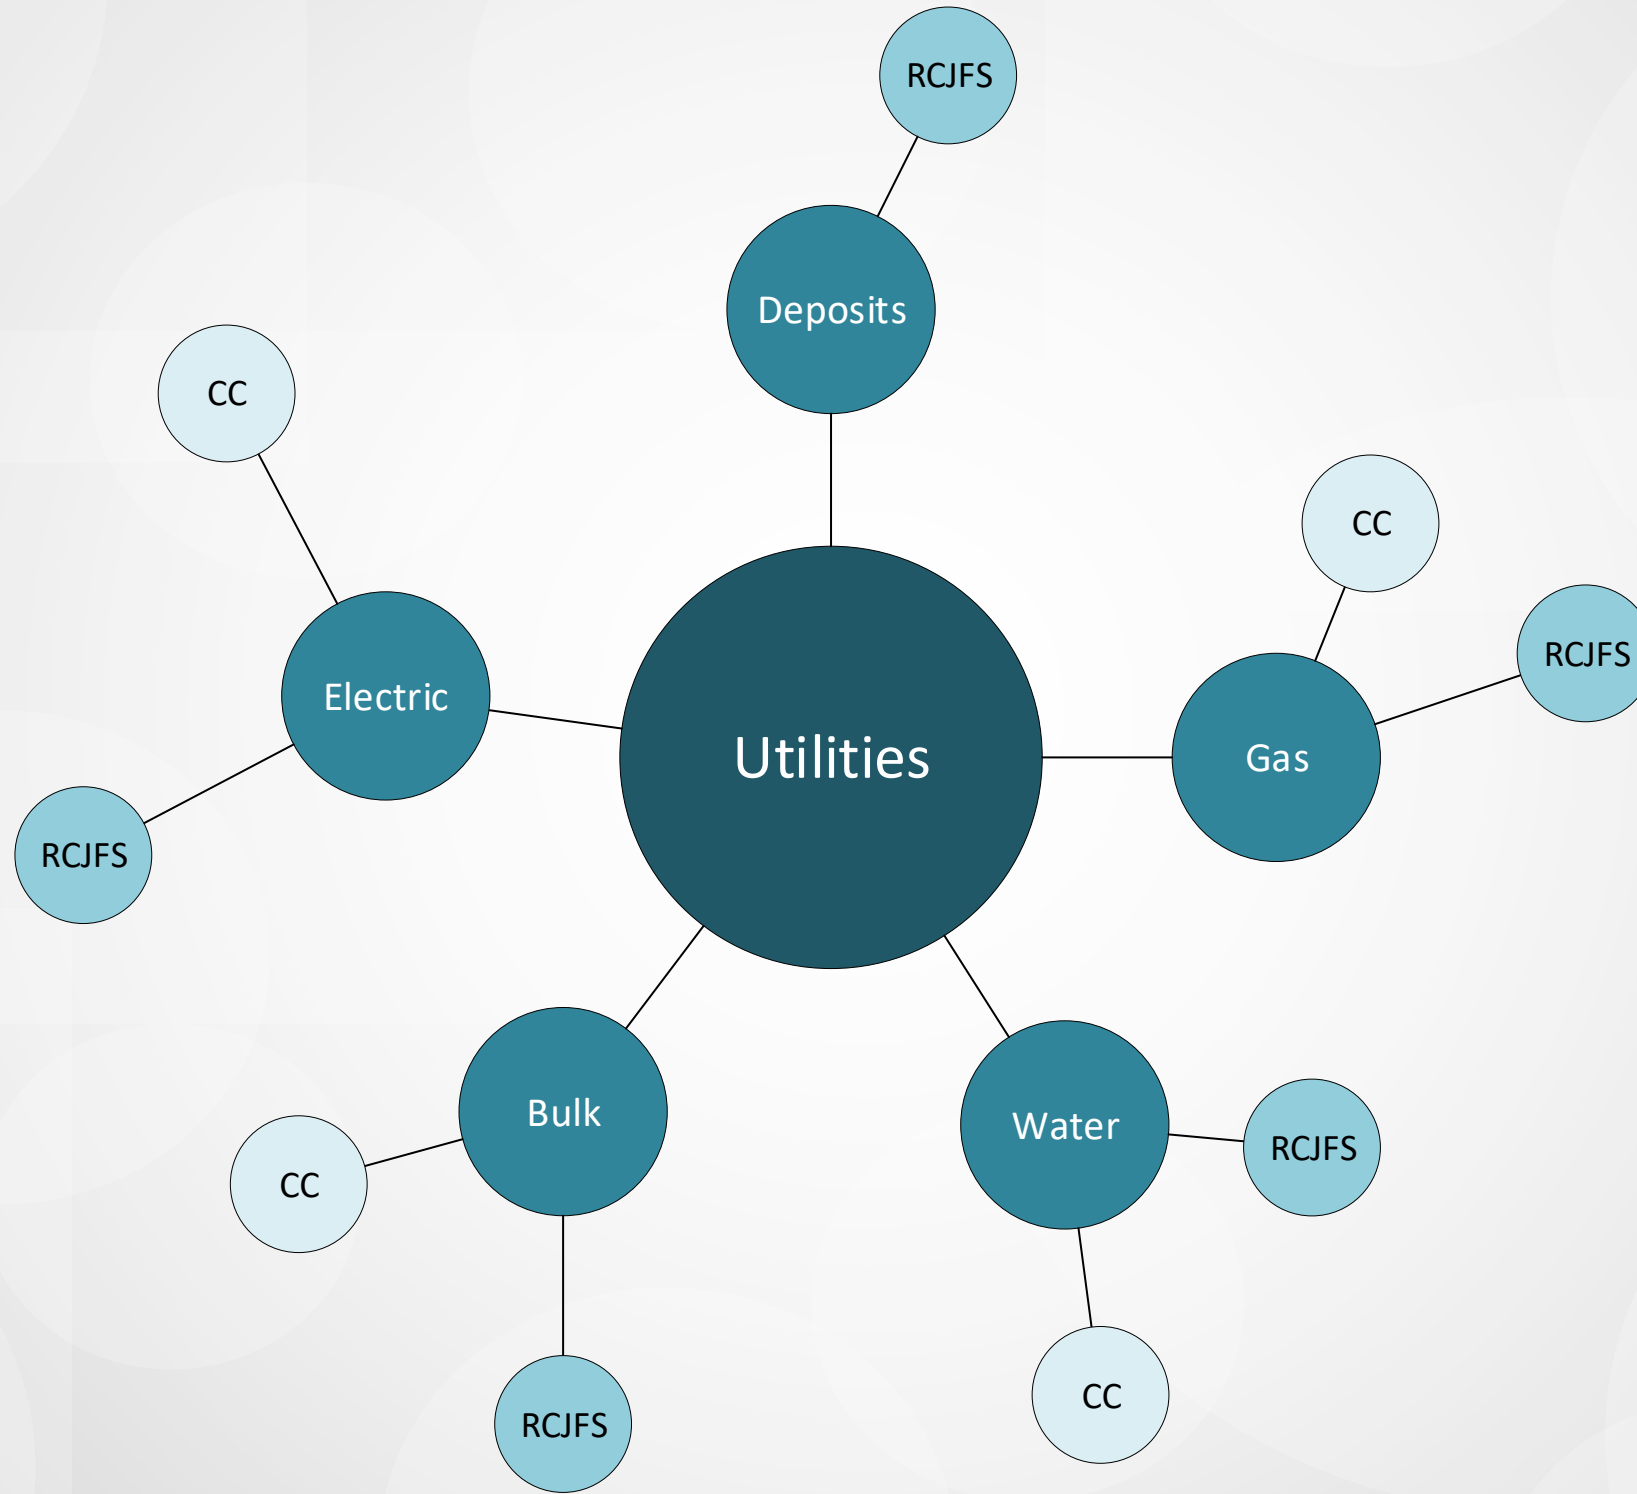 RCJFS
Deposits
CC
CC
RCJFS
Electric
Utilities
Gas
RCJFS
Bulk
Water
RCJFS
CC
CC
RCJFS